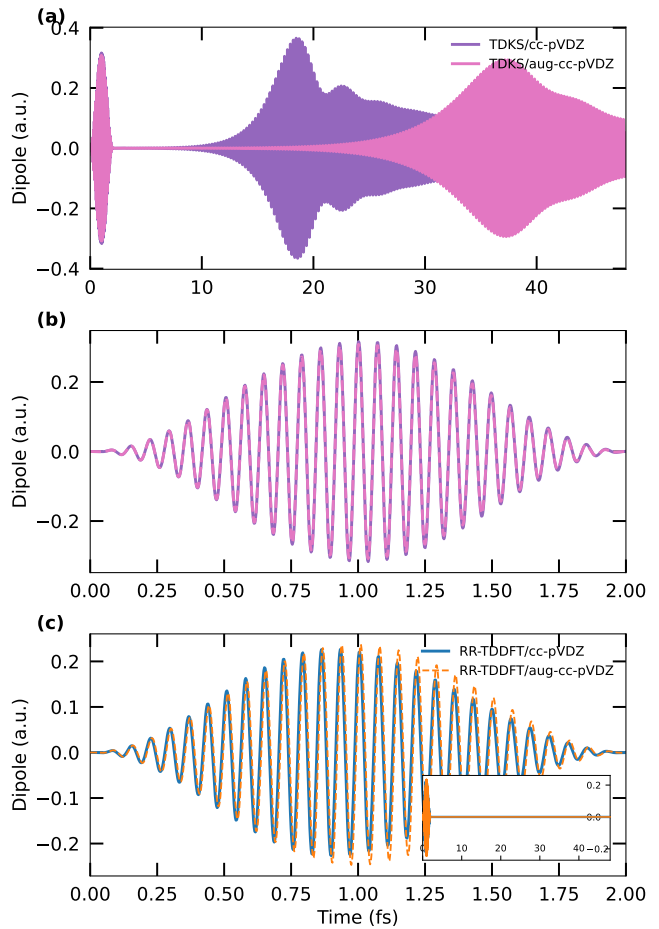 (a)
0.4
TDKS/cc-pVDZ
TDKS/aug-cc-pVDZ
0.2
0.0
−0.2
−0.4
Dipole (a.u.)
0 10 20 30 40
(b)
0.2
0.0
−0.2
Dipole (a.u.)
0.00 0.25 0.50 0.75 1.00 1.25 1.50 1.75 2.00
(c)
RR-TDDFT/cc-pVDZ
RR-TDDFT/aug-cc-pVDZ
0.2
0.1
0.0
−0.1
−0.2
Dipole (a.u.)
0.2
0.0
−0.2
0 10 20 30 40
0.00 0.25 0.50 0.75 1.00 1.25 1.50 1.75 2.00
Time (fs)